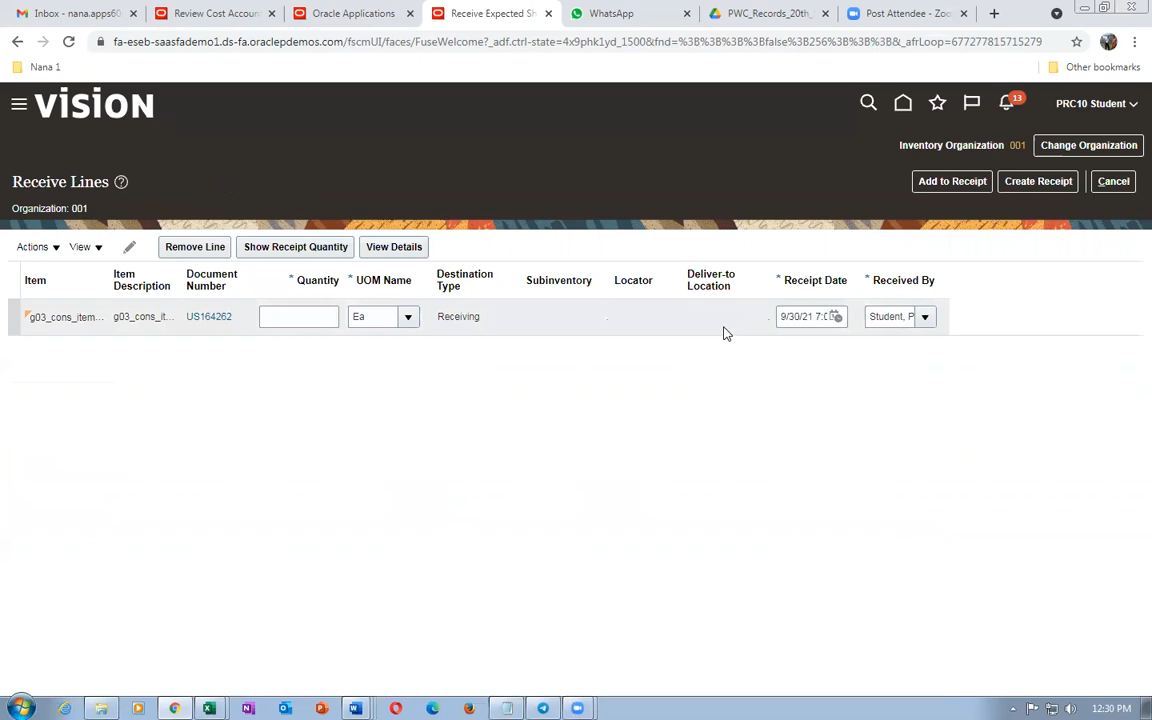 Inbox - nana.apps60
Review Cost Accoun
Oracle Applications
Receive Expected Sh
WhatsApp
PWC_Records_20th_
Post Attendee - Zoo
fa-eseb-saasfademo1.ds-fa.oraclepdemos.com/fscmUI/faces/FuseWelcome?_adf.ctrl-state=4x9phk1yd_1500&fnd=%3B%3B%3B%3Bfalse%3B256%3B%3B%3B&_afrLoop=677277815715279
Nana 1
Other bookmarks
VISION
13
PRC10 Student
Inventory Organization 001
Change Organization
Receive Lines
Add to Receipt
Create Receipt
Cancel
Organization: 001
Actions
View
Remove Line
Show Receipt Quantity
View Details
Item
Item Description
Document Number
* Quantity
* UOM Name
Destination Type
Subinventory
Locator
Deliver-to Location
* Receipt Date
* Received By
g03_cons_item...
g03_cons_it...
US164262
Ea
Receiving
.
.
9/30/21 7:0
Student, P
12:30 PM